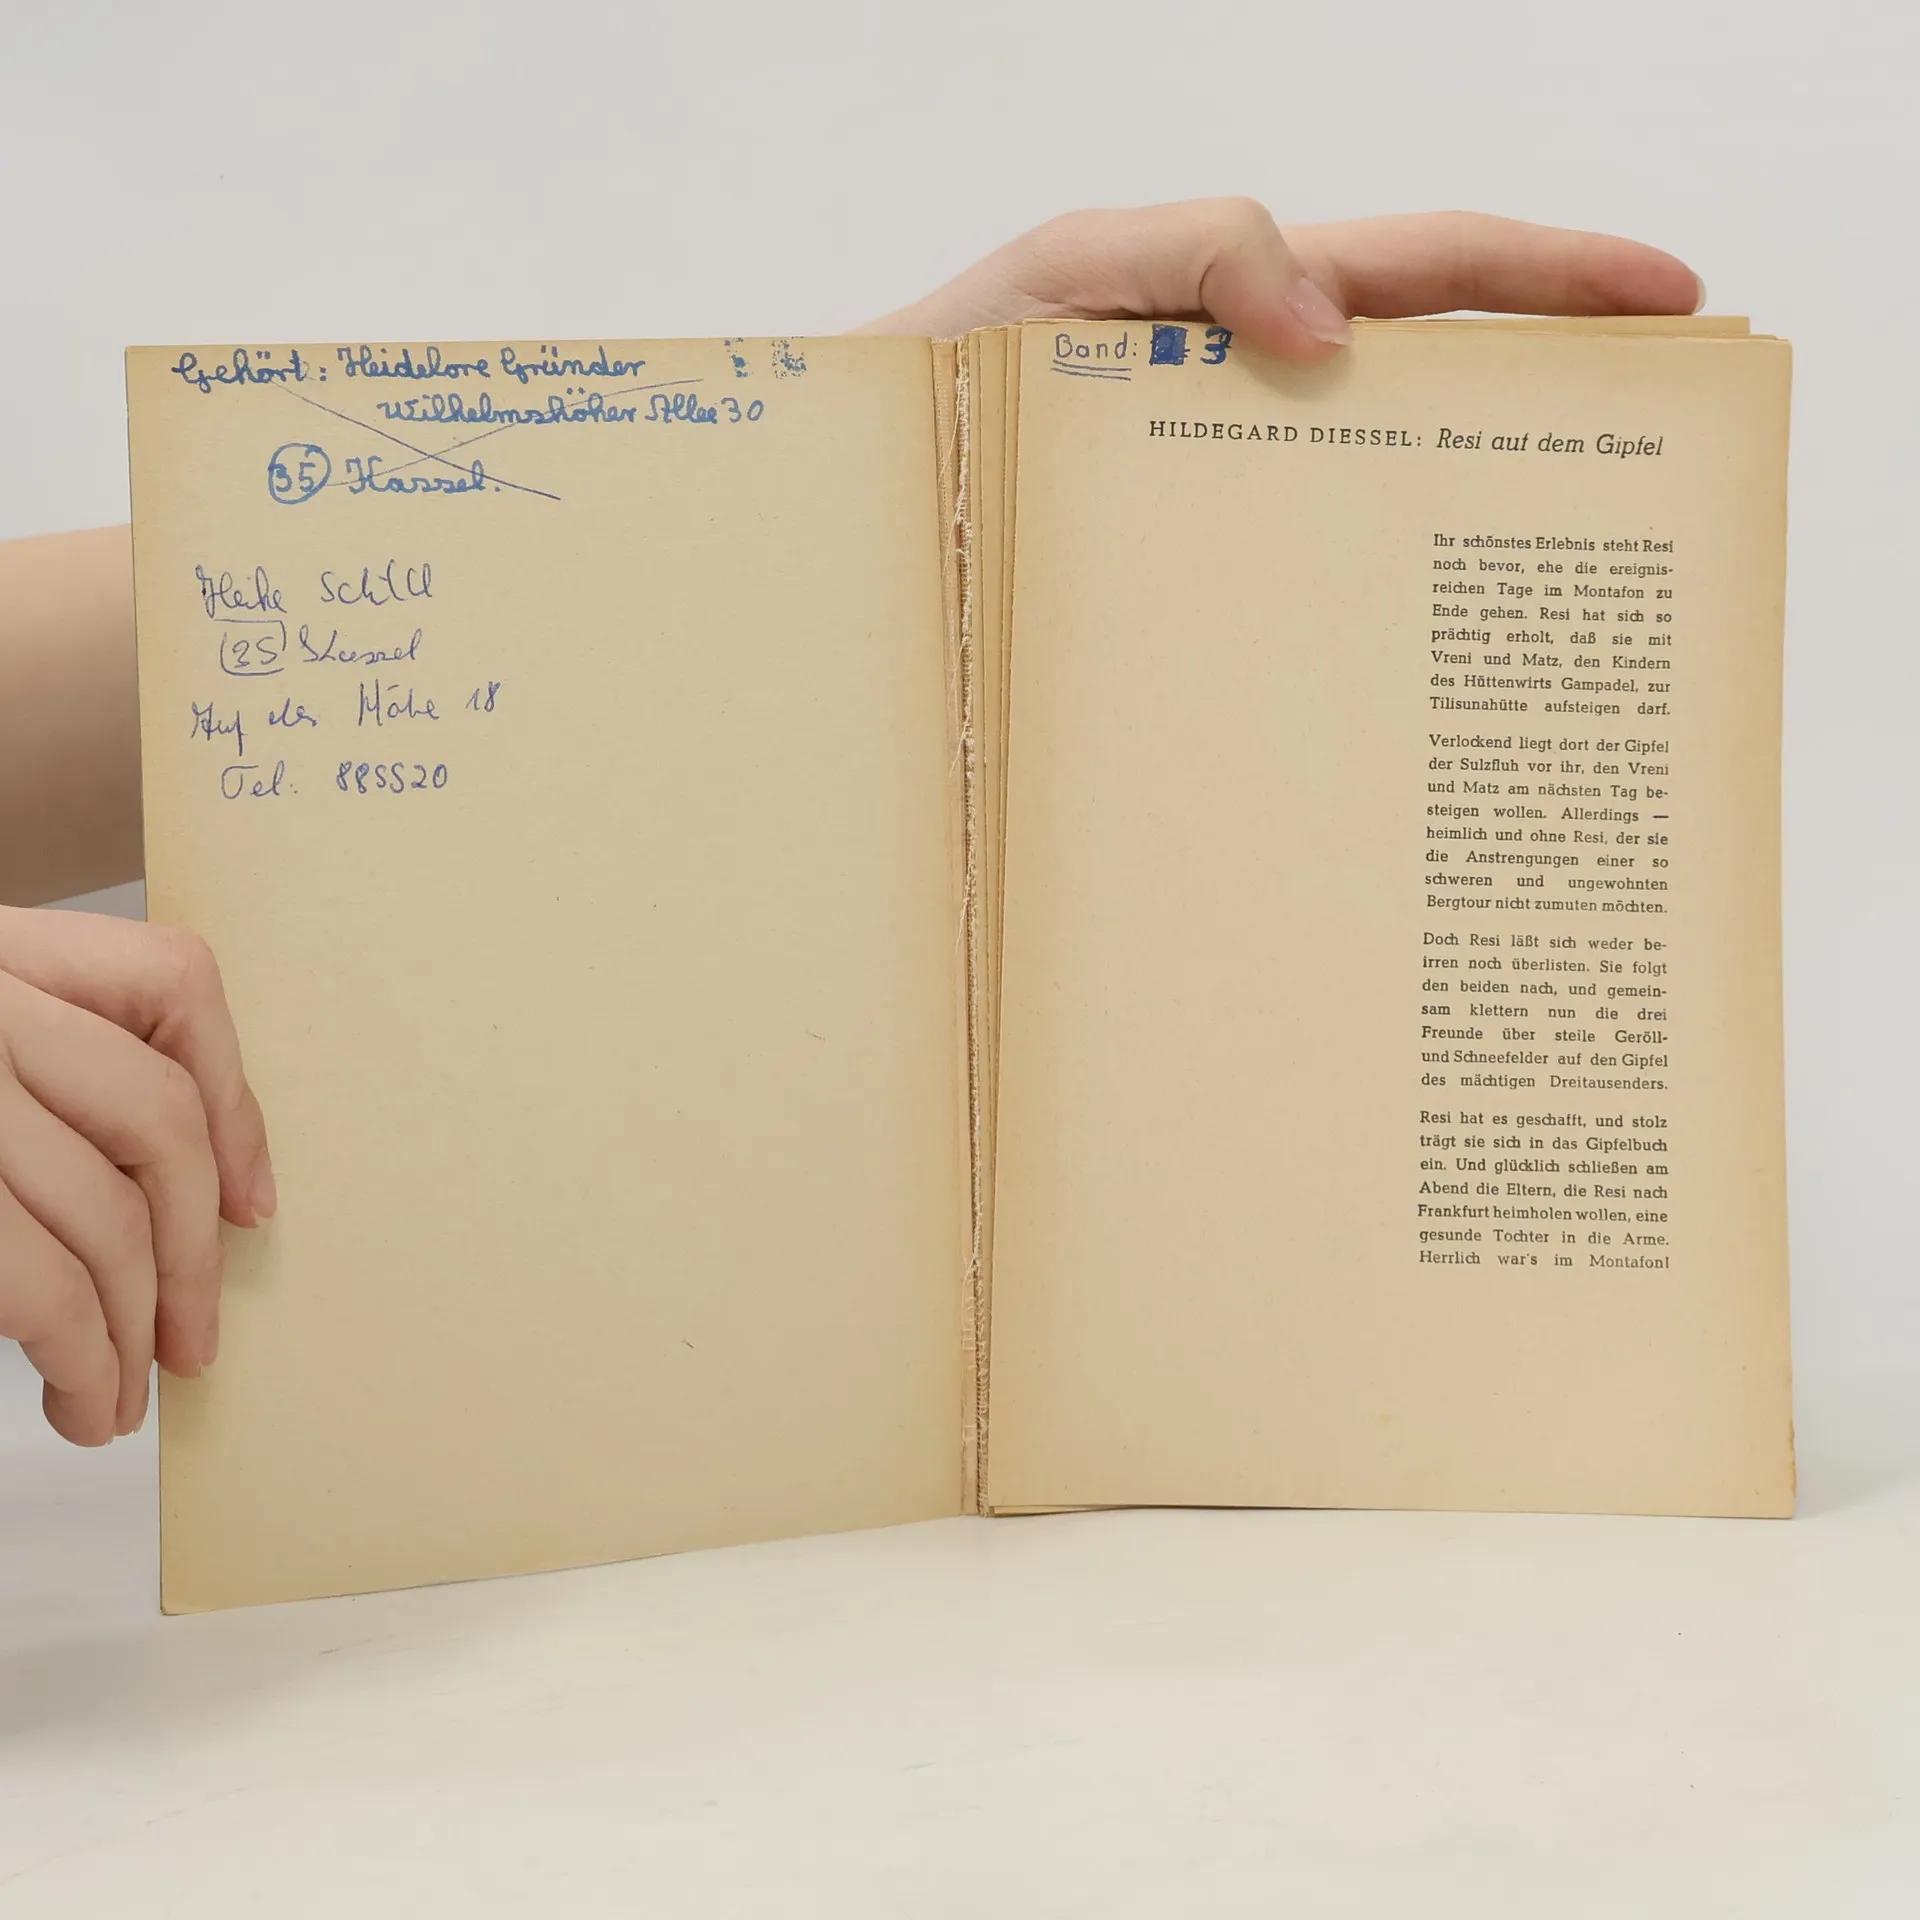 Gehört: Heidelore Gründer
Wilhelmshöher Allee 30
35 Kassel.
Heike Schill
(35) Kassel
Auf der Höhe 18
Tel. 885520
Band: 3
HILDEGARD DIESSEL: Resi auf dem Gipfel
Ihr schönstes Erlebnis steht Resi
noch bevor, ehe die ereignis-
reichen Tage im Montafon zu
Ende gehen. Resi hat sich so
prächtig erholt, daß sie mit
Vreni und Matz, den Kindern
des Hüttenwirts Gampadel, zur
Tilisunahütte aufsteigen darf.
Verlockend liegt dort der Gipfel
der Sulzfluh vor ihr, den Vreni
und Matz am nächsten Tag be-
steigen wollen. Allerdings —
heimlich und ohne Resi, der sie
die Anstrengungen einer so
schweren und ungewohnten
Bergtour nicht zumuten möchten.
Doch Resi läßt sich weder be-
irren noch überlisten. Sie folgt
den beiden nach, und gemein-
sam klettern nun die drei
Freunde über steile Geröll-
und Schneefelder auf den Gipfel
des mächtigen Dreitausenders.
Resi hat es geschafft, und stolz
trägt sie sich in das Gipfelbuch
ein. Und glücklich schließen am
Abend die Eltern, die Resi nach
Frankfurt heimholen wollen, eine
gesunde Tochter in die Arme.
Herrlich war's im Montafon!